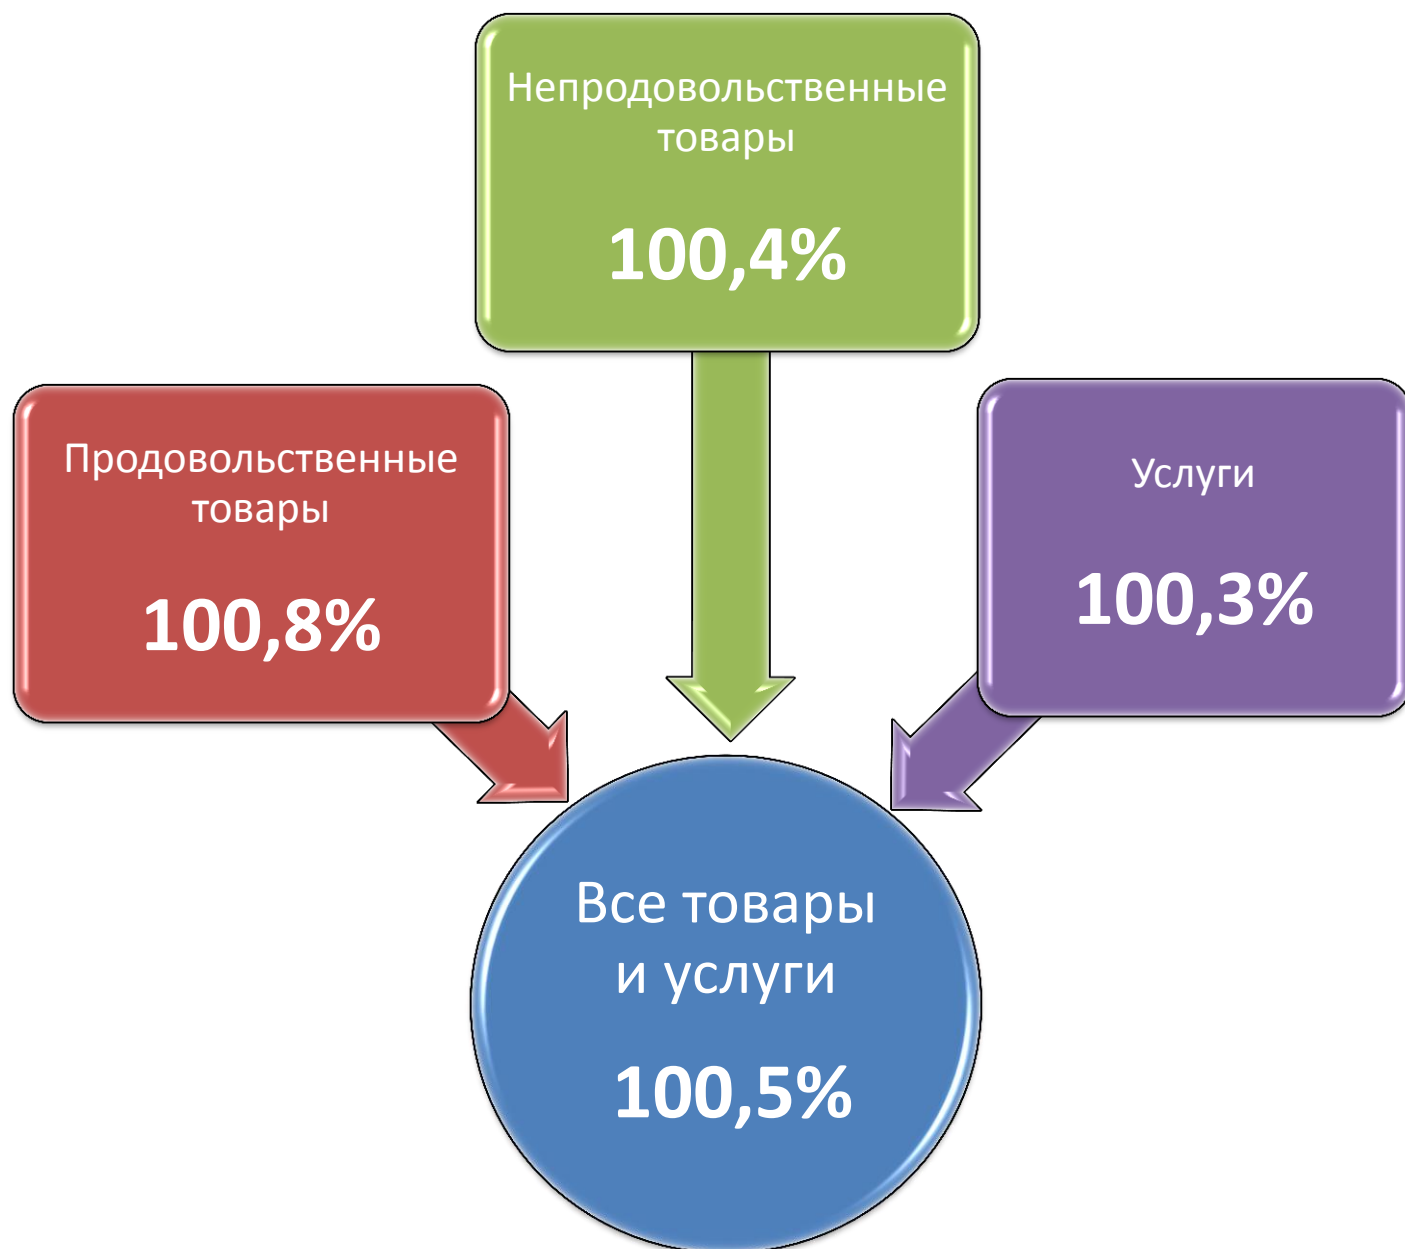 Непродовольственные
товары
100,4%
Продовольственные
товары
100,8%
Услуги
100,3%
Все товары
и услуги
100,5%